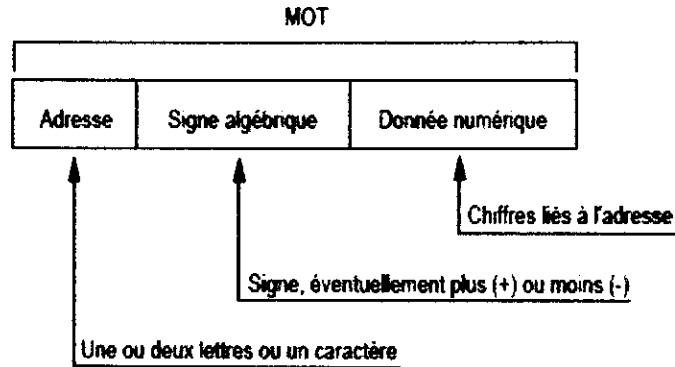 MOT
Adresse Signe algébrique Donnée numérique
Chiffres liés à l'adresse
Signe, éventuellement plus (+) ou moins (-)
Une ou deux lettres ou un caractère